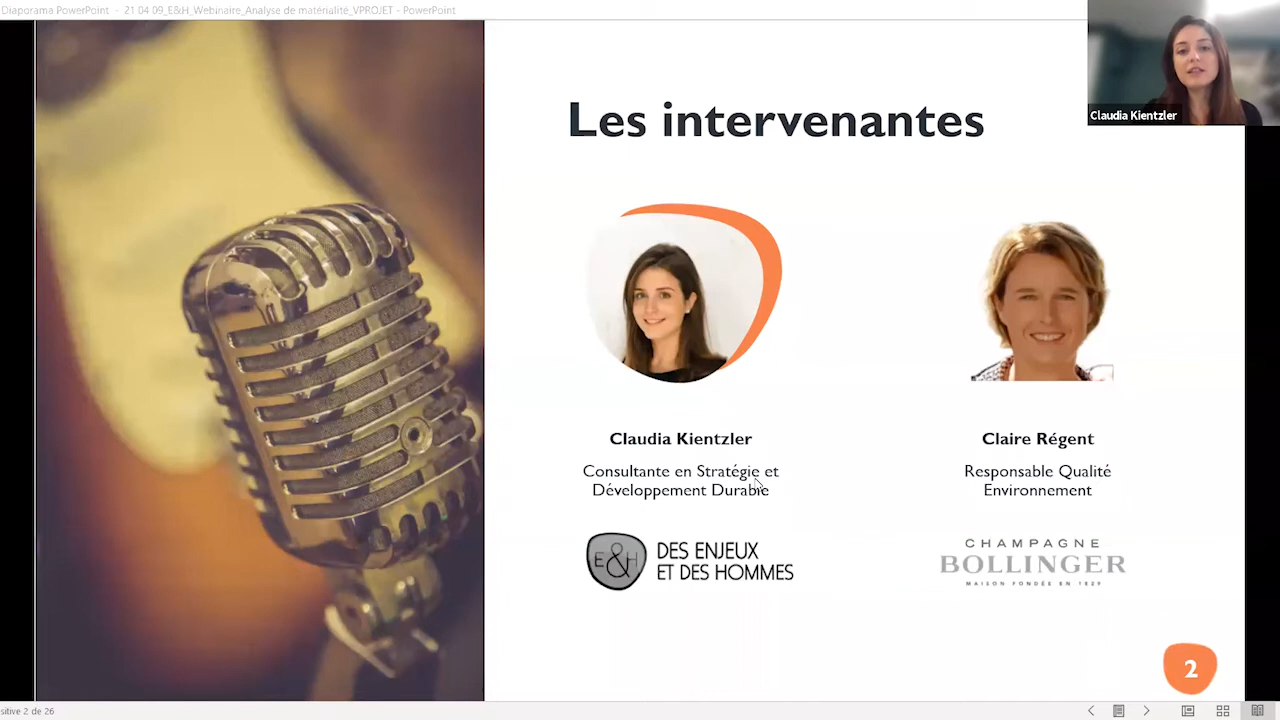 Diaporama PowerPoint - 21 04 09_E&H_Webinaire_Analyse de matérialité_VPROJET - PowerPoint
Claudia Kientzler
Les intervenantes
Claudia Kientzler
Consultante en Stratégie et
Développement Durable
E&H
DES ENJEUX
ET DES HOMMES
Claire Régent
Responsable Qualité
Environnement
CHAMPAGNE
BOLLINGER
MAISON FONDÉE EN 1829
2
sitive 2 de 26